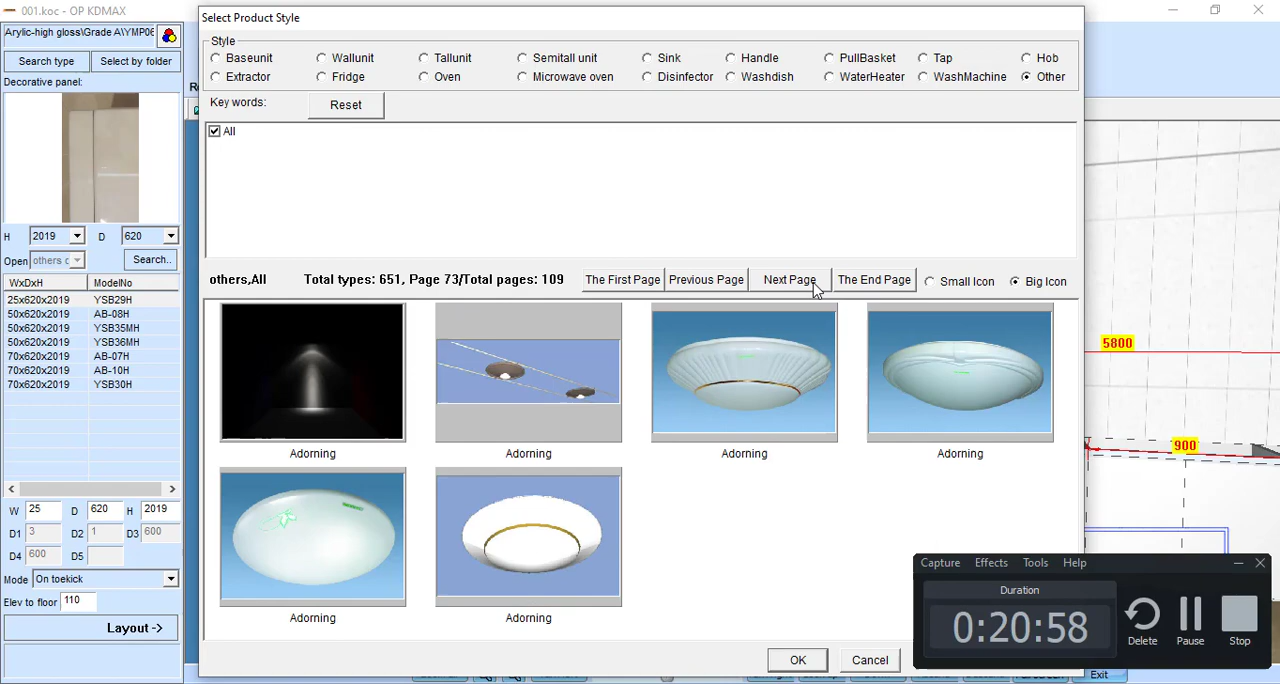 001.koc - OP KDMAX
Arylic-high gloss\Grade A\YMP06
Search type
Select by folder
Decorative panel:
H 2019 D 620
Open others c Search..
WxDxH ModelNo
25x620x2019 YSB29H
50x620x2019 AB-08H
50x620x2019 YSB35MH
50x620x2019 YSB36MH
70x620x2019 AB-07H
70x620x2019 AB-10H
70x620x2019 YSB30H
W 25 D 620 H 2019
D1 3 D2 1 D3 600
D4 600 D5
Mode On toekick
Elev to floor 110
Layout ->
Select Product Style
Style
Baseunit Wallunit Tallunit Semitall unit Sink Handle PullBasket Tap Hob
Extractor Fridge Oven Microwave oven Disinfector Washdish WaterHeater WashMachine Other
Key words: Reset
All
others,All Total types: 651, Page 73/Total pages: 109 The First Page Previous Page Next Page The End Page Small Icon Big Icon
Adorning Adorning Adorning Adorning
Adorning Adorning
OK Cancel
5800
900
Capture Effects Tools Help
Duration
0:20:58
Delete Pause Stop
Exit